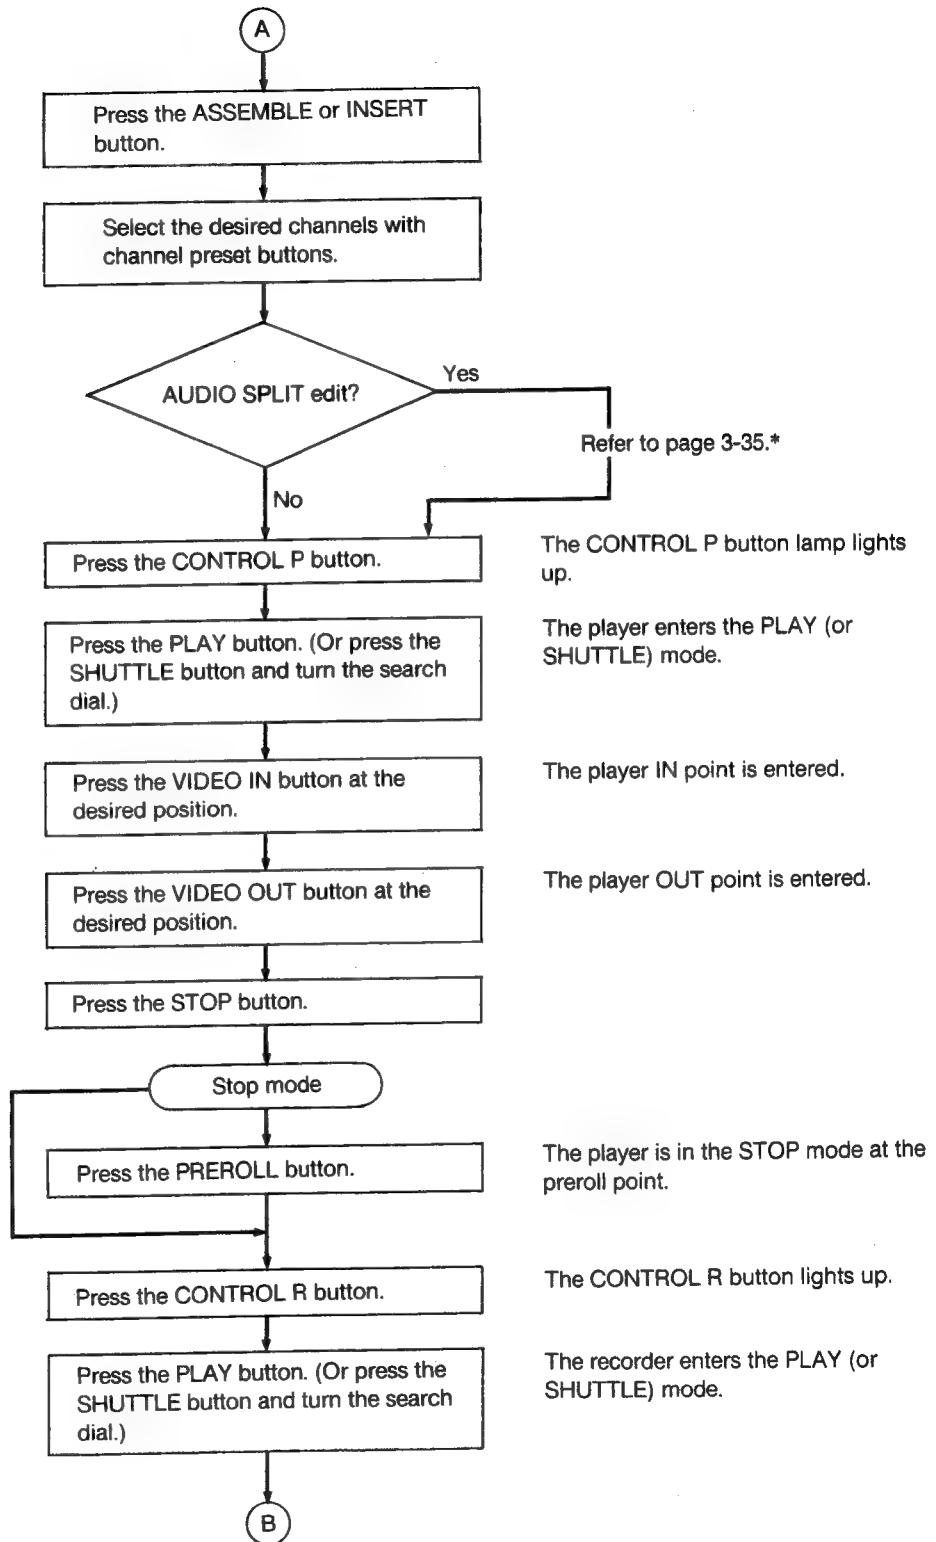 A
Press the ASSEMBLE or INSERT
button.
Select the desired channels with
channel preset buttons.
AUDIO SPLIT edit?
Yes
Refer to page 3-35.*
No
Press the CONTROL P button.
The CONTROL P button lamp lights
up.
Press the PLAY button. (Or press the
SHUTTLE button and turn the search
dial.)
The player enters the PLAY (or
SHUTTLE) mode.
Press the VIDEO IN button at the
desired position.
The player IN point is entered.
Press the VIDEO OUT button at the
desired position.
The player OUT point is entered.
Press the STOP button.
Stop mode
Press the PREROLL button.
The player is in the STOP mode at the
preroll point.
Press the CONTROL R button.
The CONTROL R button lights up.
Press the PLAY button. (Or press the
SHUTTLE button and turn the search
dial.)
The recorder enters the PLAY (or
SHUTTLE) mode.
B